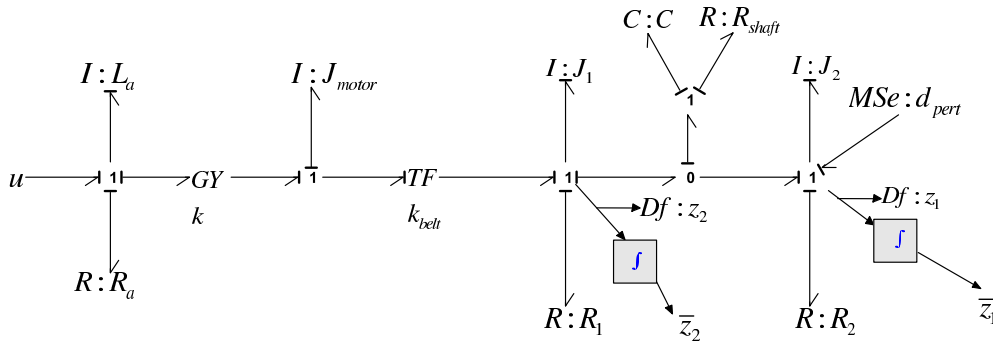 C : C
R : R_shaft
I : L_a
I : J_motor
I : J_1
I : J_2
MSe : d_pert
1
u
1
GY
1
TF
1
0
1
k
k_belt
Df : z_2
Df : z_1
∫
∫
R : R_a
R : R_1
z̅_2
R : R_2
z̅_1